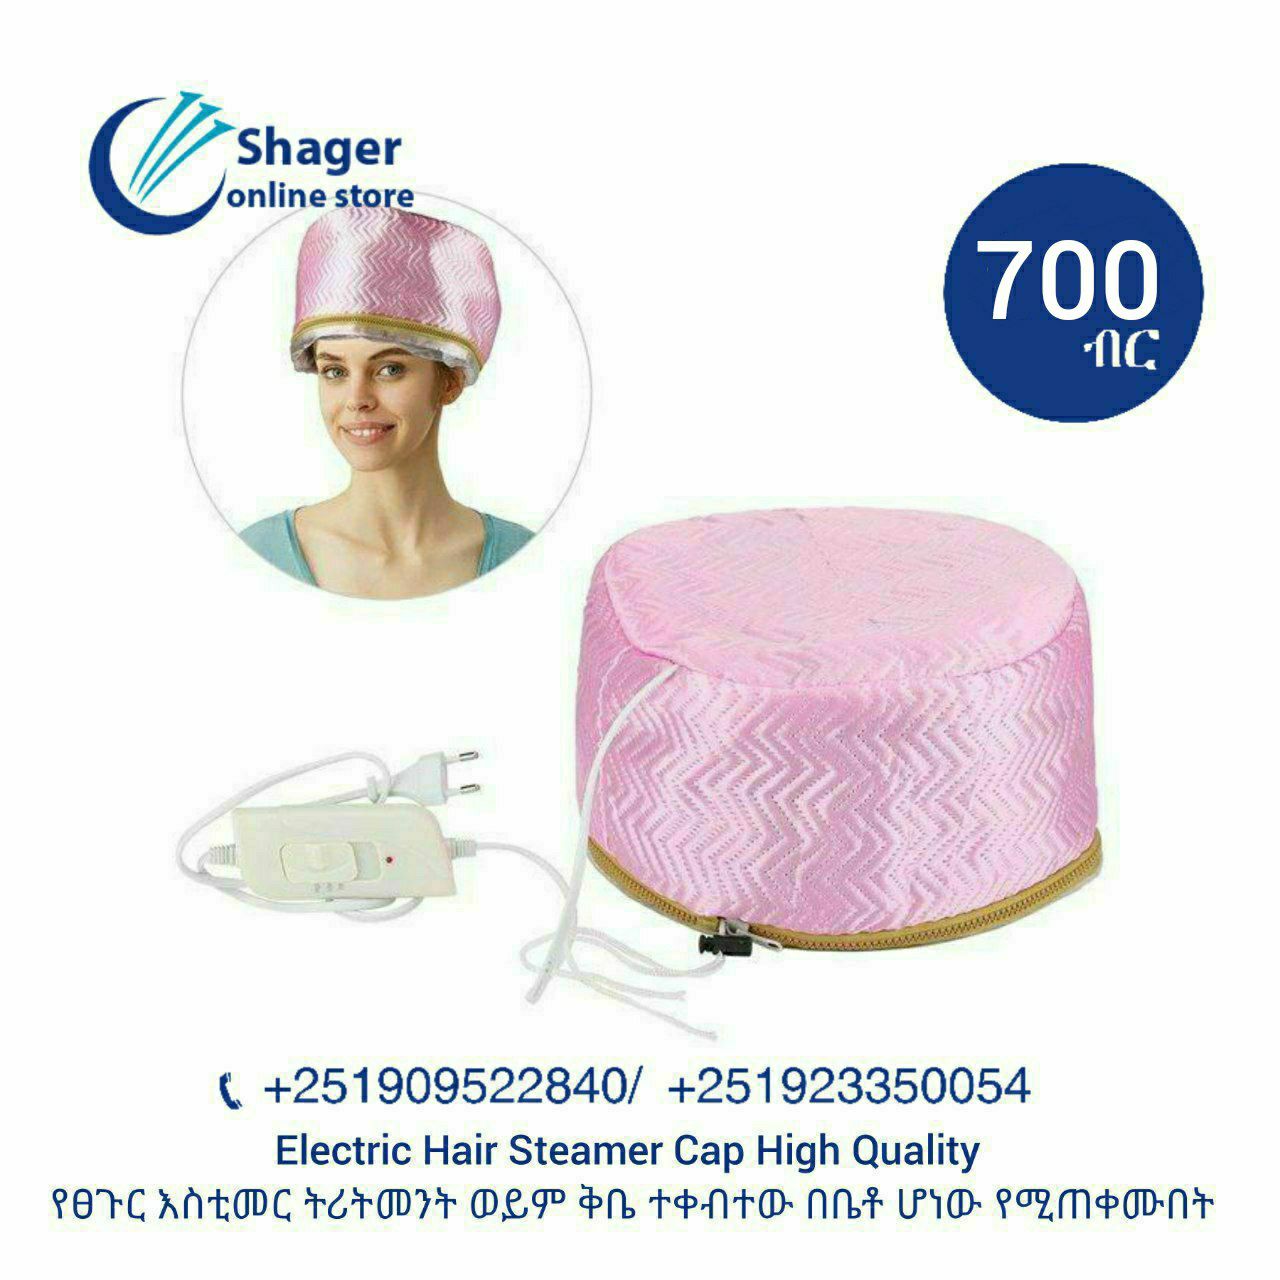 Shager
online store
700
ብር
+251909522840/ +251923350054
Electric Hair Steamer Cap High Quality
የፀጉር እስቲመር ትሪትመንት ወይም ቅቤ ተቀብተው በቤቶ ሆነው የሚጠቀሙበት